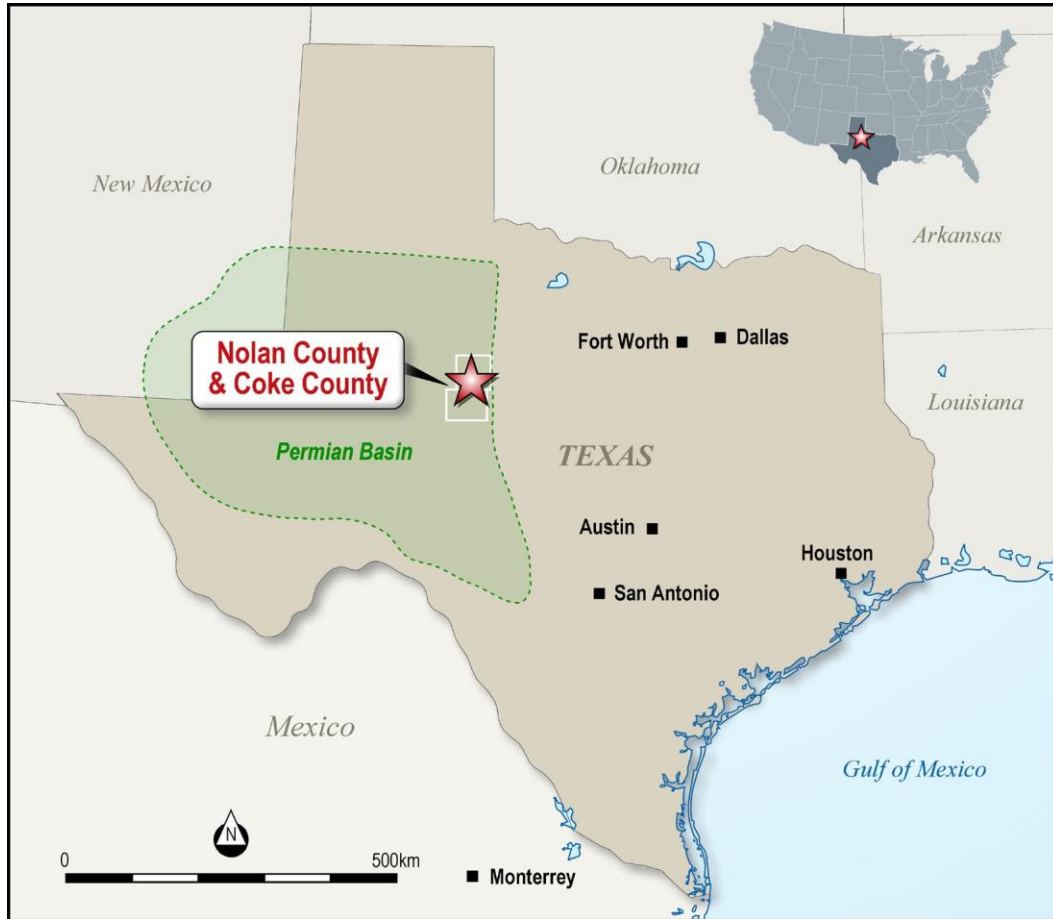 New Mexico
Oklahoma
Arkansas
Nolan County
& Coke County
Fort Worth
Dallas
Louisiana
Permian Basin
TEXAS
Austin
Houston
San Antonio
Mexico
Gulf of Mexico
N
0
500km
Monterrey